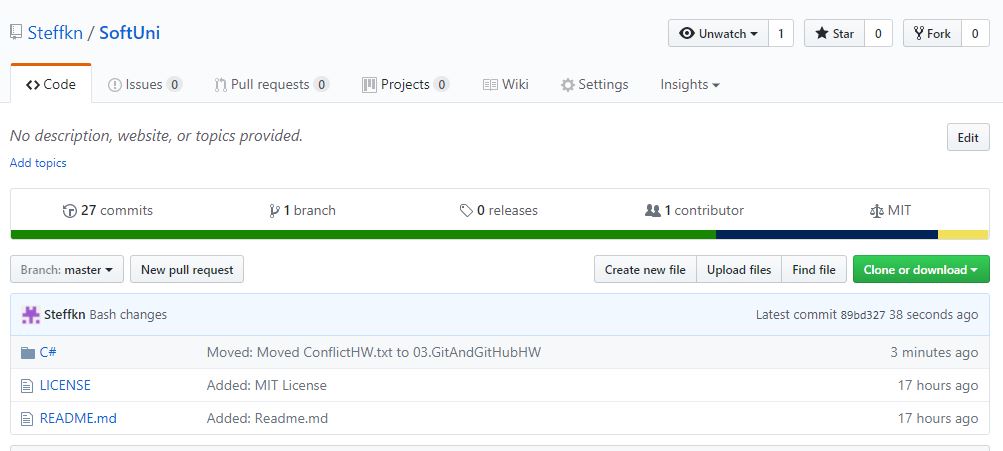 Steffkn / SoftUni Unwatch 1 Star 0 Fork 0
Code Issues 0 Pull requests 0 Projects 0 Wiki Settings Insights
No description, website, or topics provided. Edit
Add topics
27 commits 1 branch 0 releases 1 contributor MIT
Branch: master New pull request Create new file Upload files Find file Clone or download
Steffkn Bash changes Latest commit 89bd327 38 seconds ago
C# Moved: Moved ConflictHW.txt to 03.GitAndGitHubHW 3 minutes ago
LICENSE Added: MIT License 17 hours ago
README.md Added: Readme.md 17 hours ago